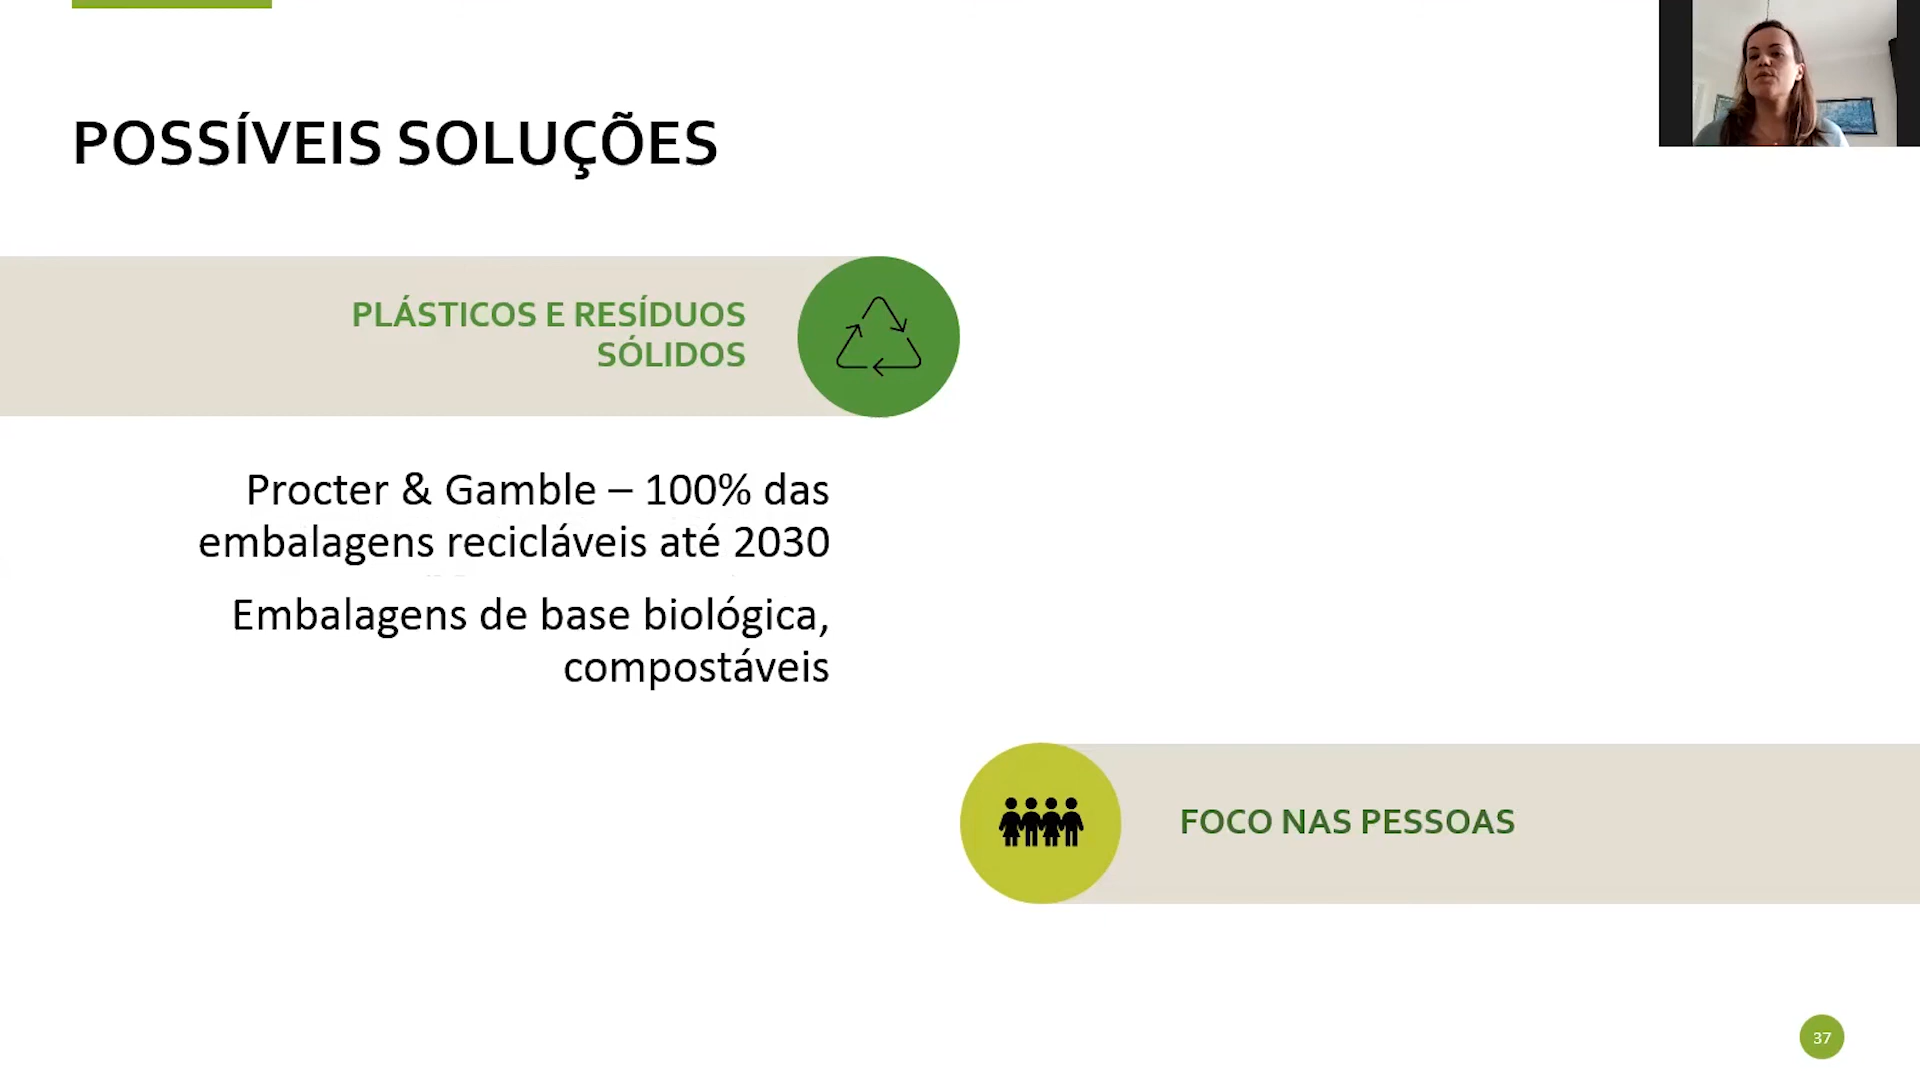 POSSÍVEIS SOLUÇÕES
PLÁSTICOS E RESÍDUOS
SÓLIDOS
Procter & Gamble – 100% das
embalagens recicláveis até 2030
Embalagens de base biológica,
compostáveis
FOCO NAS PESSOAS
37